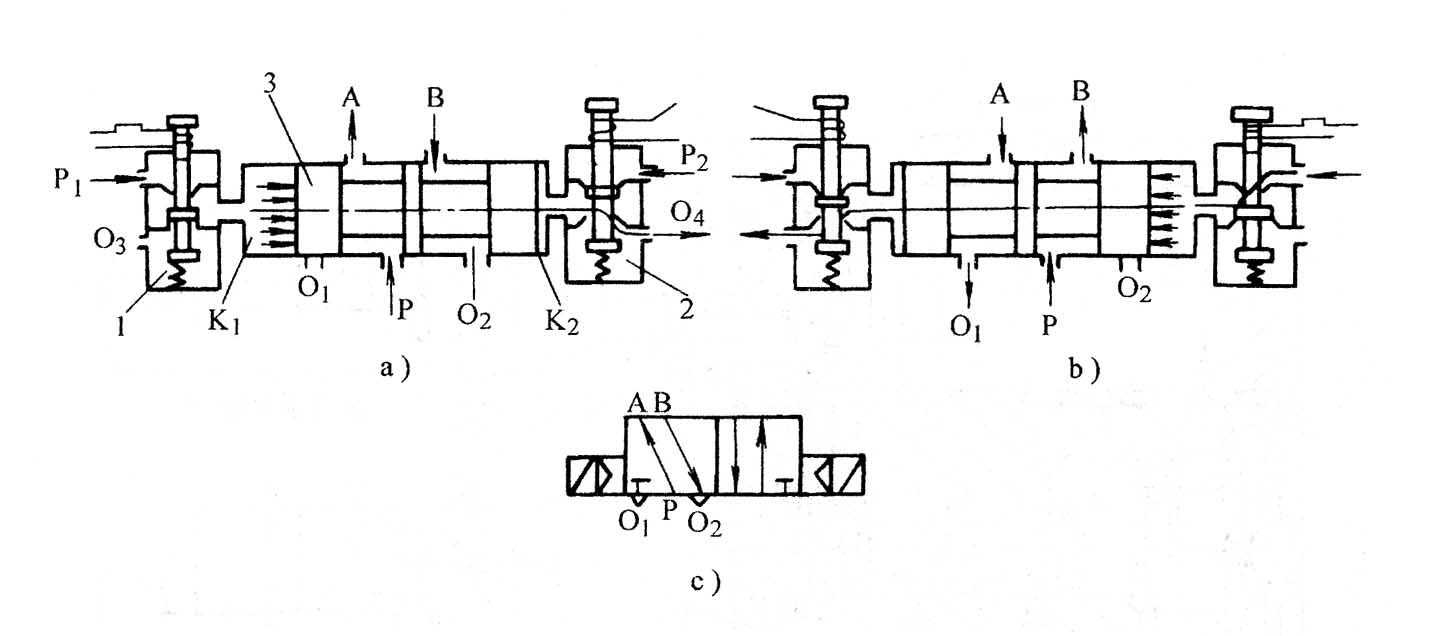 3 A B A B
P1 P2
O3 O4
1 K1 O1 P O2 K2 2 O1 P O2
a) b)
A B
O1 P O2
c)